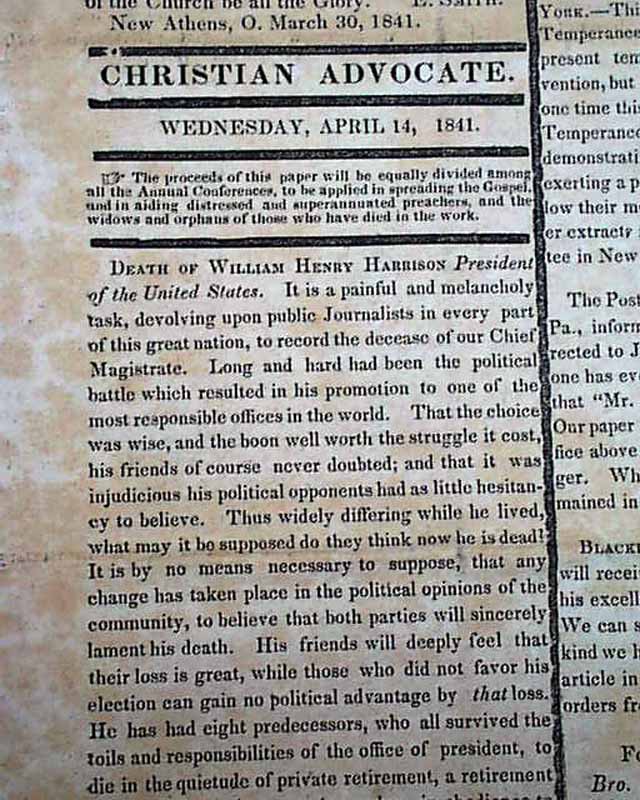 of the Church be all the Glory. E. SMITH.
New Athens, O. March 30, 1841.
CHRISTIAN ADVOCATE.
WEDNESDAY, APRIL 14, 1841.
☞ The proceeds of this paper will be equally divided among
all the Annual Conferences, to be applied in spreading the Gospel,
and in aiding distressed and superannuated preachers, and the
widows and orphans of those who have died in the work.
DEATH OF WILLIAM HENRY HARRISON President
of the United States. It is a painful and melancholy
task, devolving upon public Journalists in every part
of this great nation, to record the decease of our Chief
Magistrate. Long and hard had been the political
battle which resulted in his promotion to one of the
most responsible offices in the world. That the choice
was wise, and the boon well worth the struggle it cost,
his friends of course never doubted; and that it was
injudicious his political opponents had as little hesitan-
cy to believe. Thus widely differing while he lived,
what may it be supposed do they think now he is dead?
It is by no means necessary to suppose, that any
change has taken place in the political opinions of the
community, to believe that both parties will sincerely
lament his death. His friends will deeply feel that
their loss is great, while those who did not favor his
election can gain no political advantage by that loss.
He has had eight predecessors, who all survived the
toils and responsibilities of the office of president, to
die in the quietude of private retirement, a retirement
YORK.—Thi
Temperance
present tem
vention, but
one time this
Temperance
demonstrati
exerting a p
low their m
er extracts
tee in New
The Post
Pa., inform
rected to J
one has eve
that "Mr.
Our paper
fice above
ger. Wh
mained in
BLACK
will recei
his excell
We can s
kind we h
article in
orders fr
Fo
Bro.